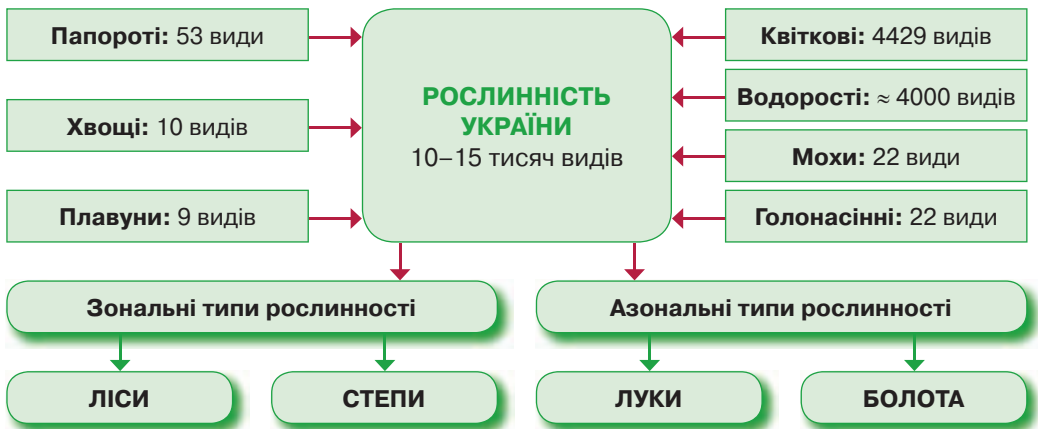 Папороті: 53 види
Хвощі: 10 видів
Плавуни: 9 видів
РОСЛИННІСТЬ
УКРАЇНИ
10–15 тисяч видів
Квіткові: 4429 видів
Водорості: ≈ 4000 видів
Мохи: 22 види
Голонасінні: 22 види
Зональні типи рослинності
Азональні типи рослинності
ЛІСИ
СТЕПИ
ЛУКИ
БОЛОТА